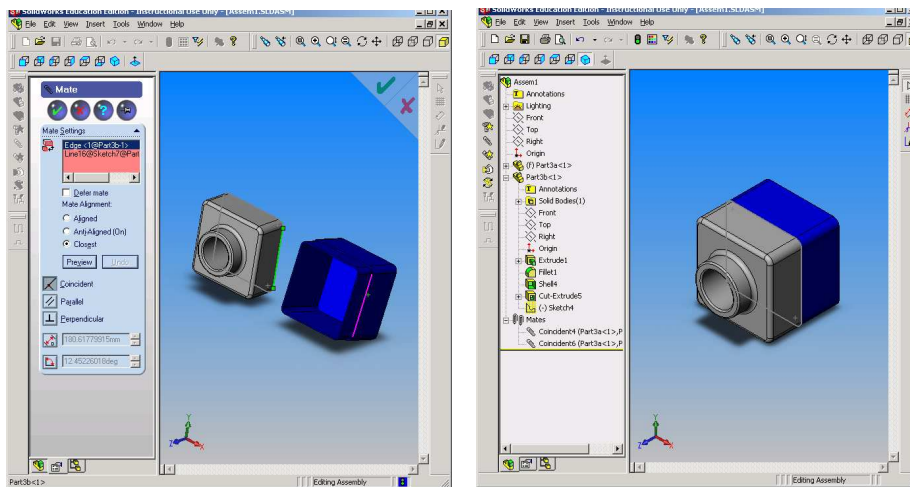 SolidWorks Education Edition - Instructional Use Only - [Assem1.SLDASM]
File Edit View Insert Tools Window
Mate
Mate Settings
Edge <1@Part3b-1>
Line16@Sketch7@Part
Defer mate
Mate Alignment:
Aligned
Anti-Aligned (On)
Closest
Preview Undo
Coincident
Parallel
Perpendicular
180.61779915mm
12.45226018deg
Y
Z X
Part3b<1>
Editing Assembly
SolidWorks Education Edition - Instructional Use Only - [Assem1.SLDASM]
File Edit View Insert Tools Window
Assem1
Annotations
Lighting
Front
Top
Right
Origin
(f) Part3a<1>
Part3b<1>
Annotations
Solid Bodies(1)
Front
Top
Right
Origin
Extrude1
Fillet1
Shell4
Cut-Extrude5
(-) Sketch4
Mates
Coincident4 (Part3a<1>,P
Coincident6 (Part3a<1>,P
Y
Z X
Editing Assembly